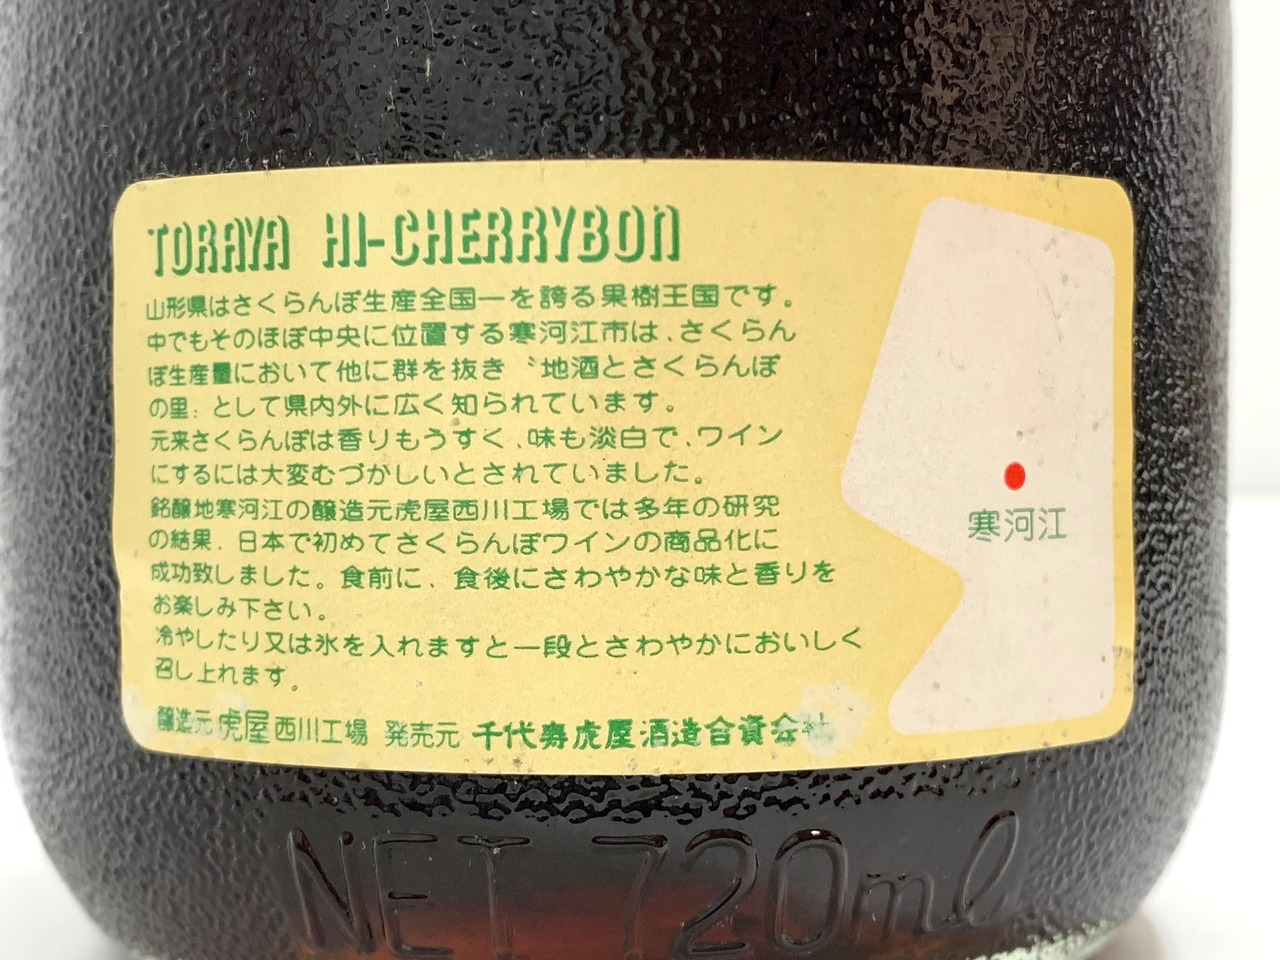 TORAYA HI-CHERRYBON
山形県はさくらんぼ生産全国一を誇る果樹王国です。
中でもそのほぼ中央に位置する寒河江市は、さくらん
ぼ生産量において他に群を抜き〝地酒とさくらんぼ
の里〟として県内外に広く知られています。
元来さくらんぼは香りもうすく、味も淡白で、ワイン
にするには大変むづかしいとされていました。
銘醸地寒河江の醸造元虎屋西川工場では多年の研究
の結果、日本で初めてさくらんぼワインの商品化に
成功致しました。食前に、食後にさわやかな味と香りを
お楽しみ下さい。
冷やしたり又は氷を入れますと一段とさわやかにおいしく
召し上れます。
醸造元 虎屋西川工場 発売元 千代寿虎屋酒造合資会社
寒河江
NET. 720ml